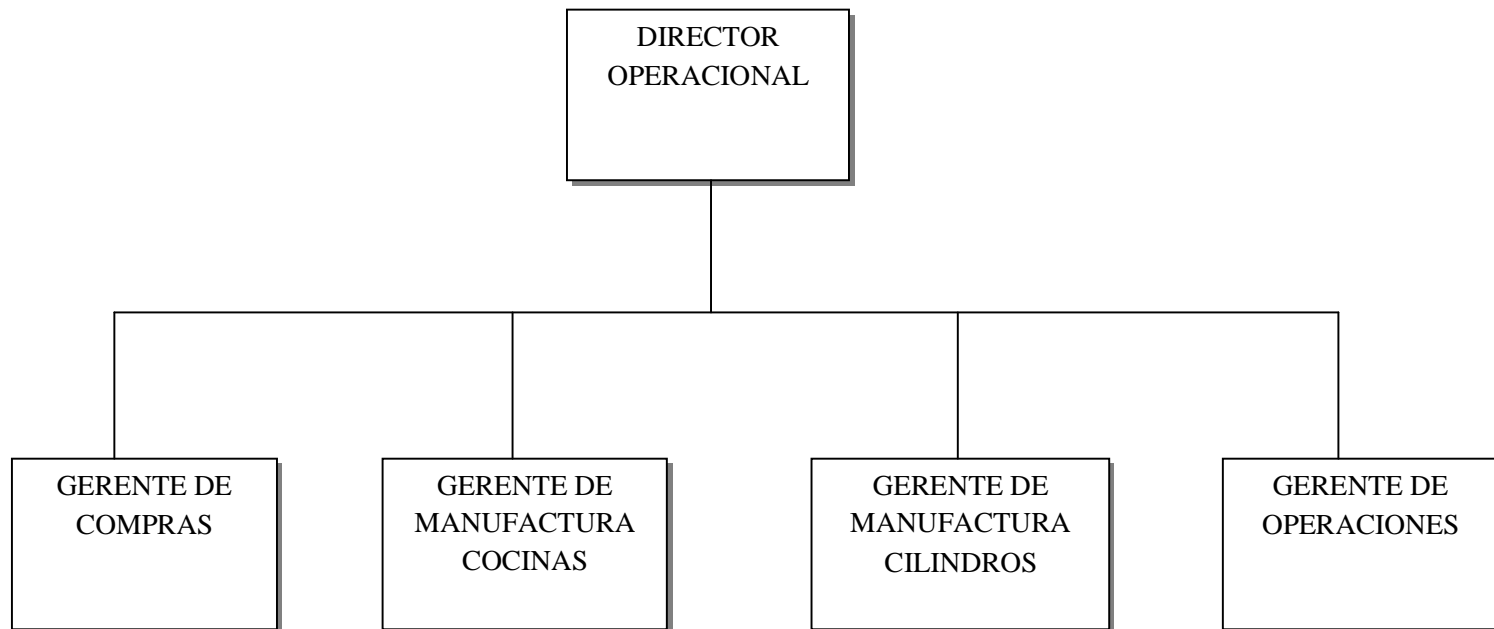 DIRECTOR
OPERACIONAL
GERENTE DE
COMPRAS
GERENTE DE
MANUFACTURA
COCINAS
GERENTE DE
MANUFACTURA
CILINDROS
GERENTE DE
OPERACIONES